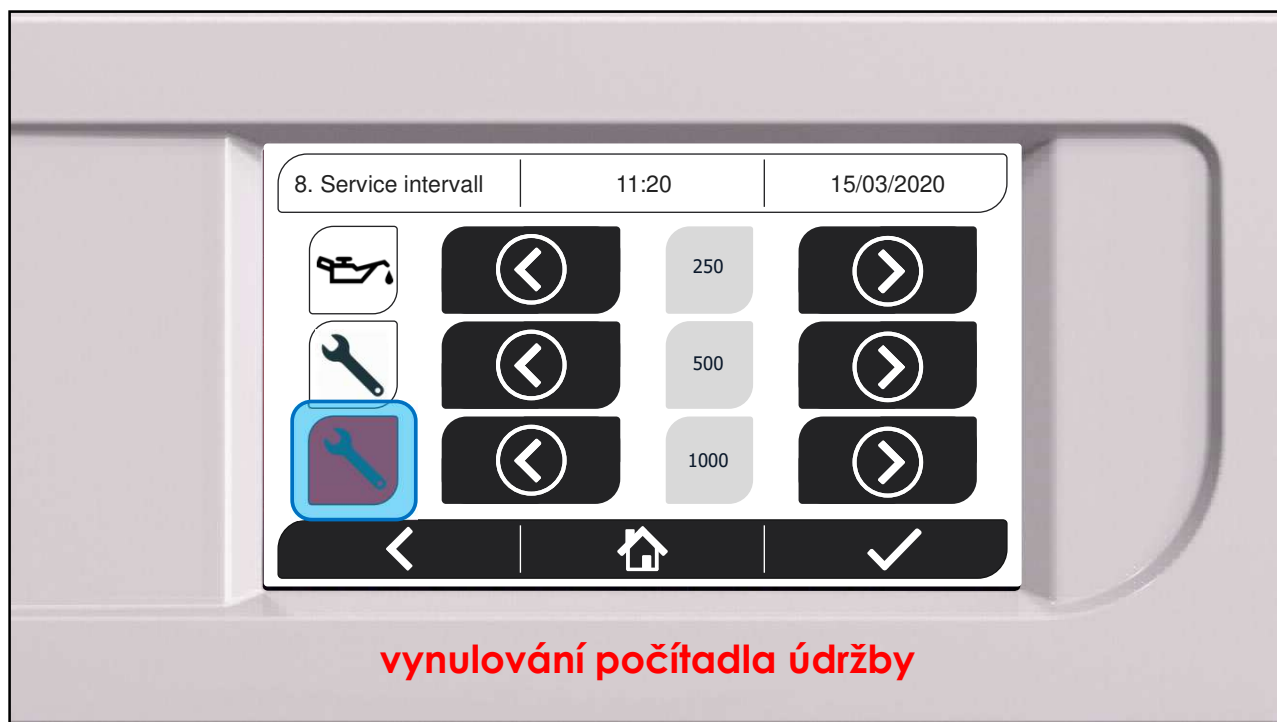 8. Service intervall 11:20 15/03/2020
250
500
1000
vynulování počítadla údržby